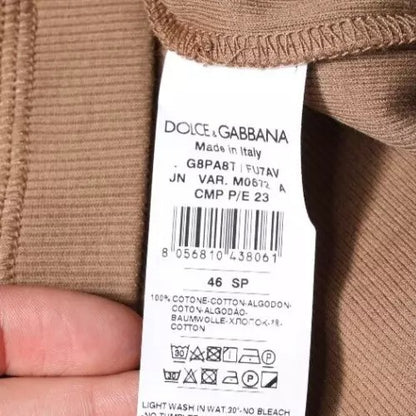 DOLCE&GABBANA
Made in Italy
G8PA8T FU7AV
JN VAR. M0672 A
CMP P/E 23
8 056810 438061
46 SP
100% COTONE-COTTON-ALGODON-
COTON-ALGODÃO-
BAUMWOLLE-ХЛОПОК-
COTTON
LIGHT WASH IN WAT. 30°-NO BLEACH